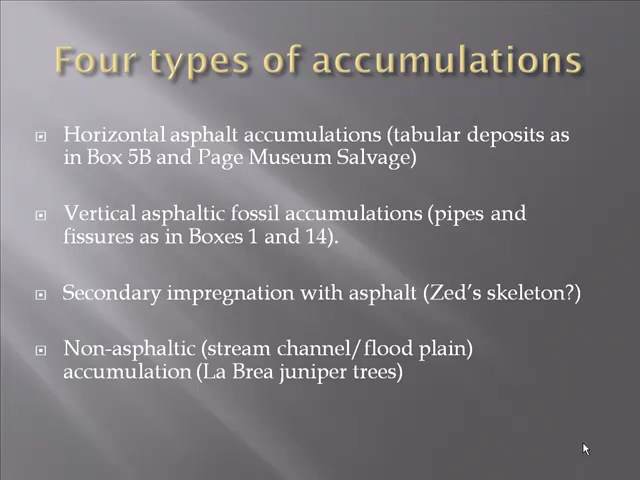 Four types of accumulations
Horizontal asphalt accumulations (tabular deposits as
in Box 5B and Page Museum Salvage)
Vertical asphaltic fossil accumulations (pipes and
fissures as in Boxes 1 and 14).
Secondary impregnation with asphalt (Zed's skeleton?)
Non-asphaltic (stream channel/flood plain)
accumulation (La Brea juniper trees)